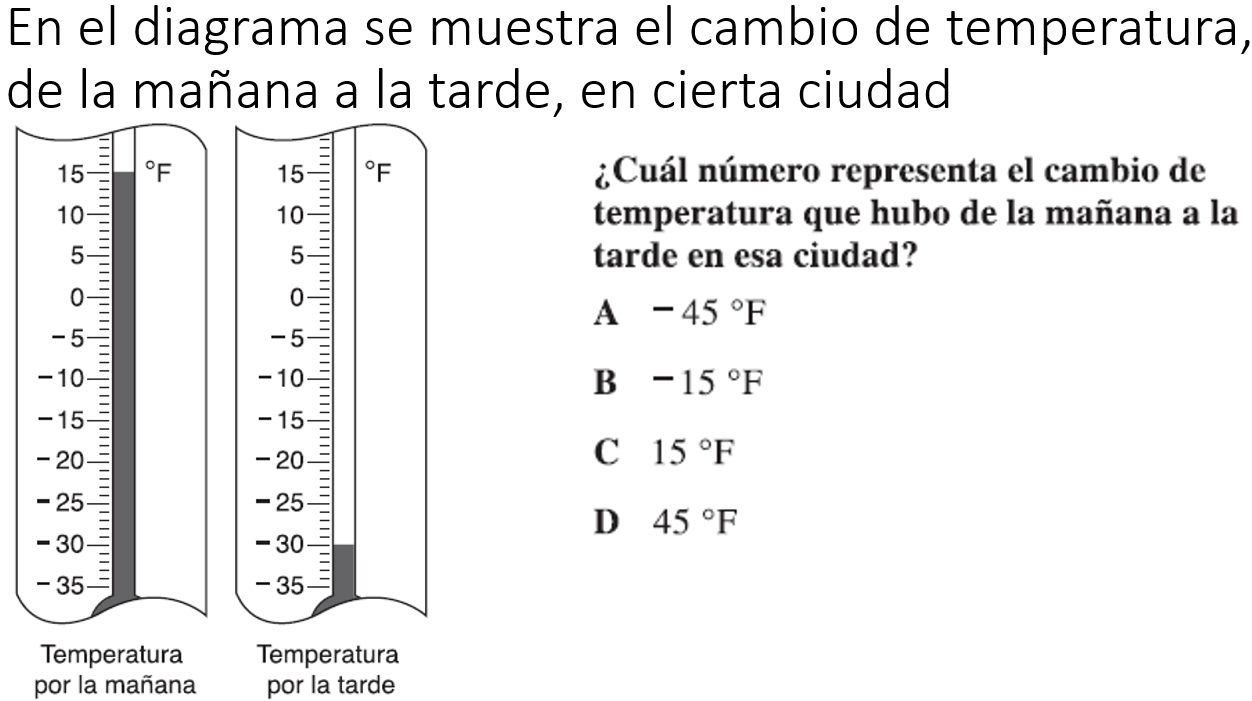 En el diagrama se muestra el cambio de temperatura,
de la mañana a la tarde, en cierta ciudad
°F
15
10
5
0
-5
-10
-15
-20
-25
-30
-35
Temperatura
por la mañana
°F
15
10
5
0
-5
-10
-15
-20
-25
-30
-35
Temperatura
por la tarde
¿Cuál número representa el cambio de
temperatura que hubo de la mañana a la
tarde en esa ciudad?
A -45 °F
B -15 °F
C 15 °F
D 45 °F